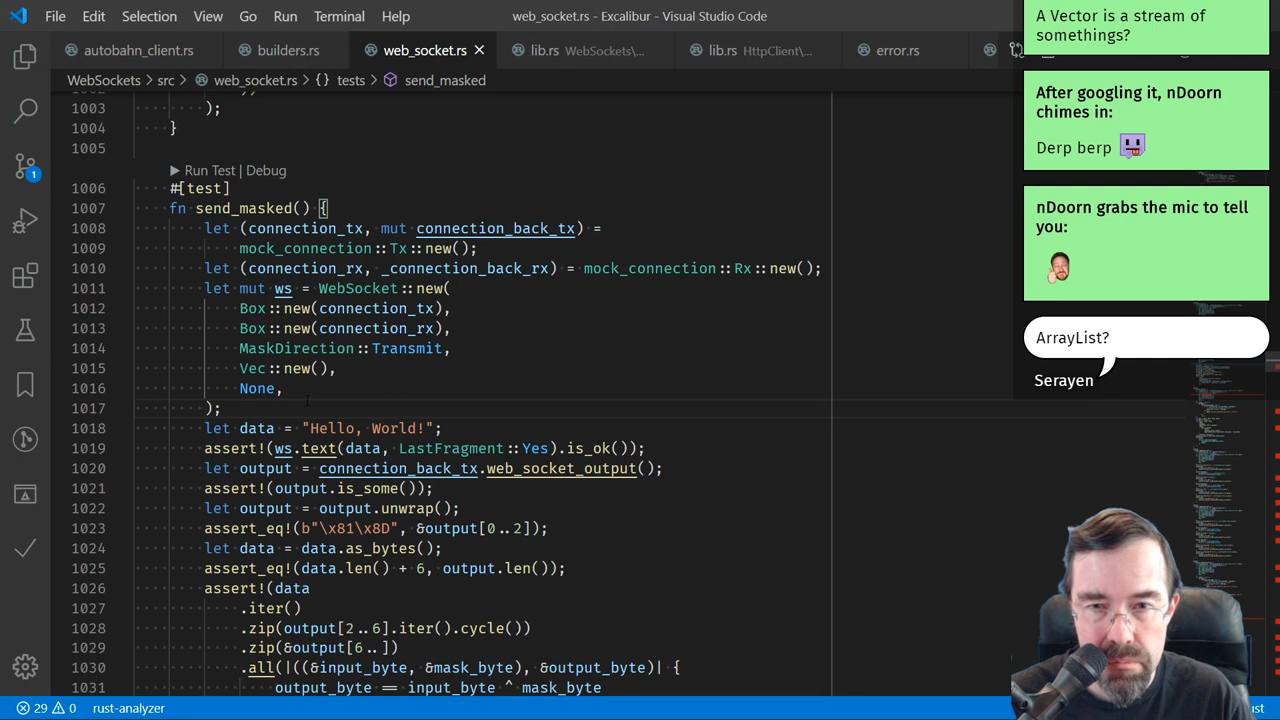 File Edit Selection View Go Run Terminal Help
web_socket.rs - Excalibur - Visual Studio Code
autobahn_client.rs
builders.rs
web_socket.rs
lib.rs WebSockets\...
lib.rs HttpClient\...
error.rs
WebSockets > src > web_socket.rs > {} tests > send_masked
1003 );
1004 }
1005
Run Test | Debug
1006 #[test]
1007 fn send_masked() {
1008 let (connection_tx, mut connection_back_tx) =
1009 mock_connection::Tx::new();
1010 let (connection_rx, _connection_back_rx) = mock_connection::Rx::new();
1011 let mut ws = WebSocket::new(
1012 Box::new(connection_tx),
1013 Box::new(connection_rx),
1014 MaskDirection::Transmit,
1015 Vec::new(),
1016 None,
1017 );
1018 let data = "Hello, World!";
1019 assert!(ws.text(data, LastFragment::Yes).is_ok());
1020 let output = connection_back_tx.web_socket_output();
1021 assert!(output.is_some());
1022 let output = output.unwrap();
1023 assert_eq!(b"\x81\x8D", &output[0..2]);
1024 let data = data.as_bytes();
1025 assert_eq!(data.len() + 6, output.len());
1026 assert!(data
1027 .iter()
1028 .zip(output[2..6].iter().cycle())
1029 .zip(&output[6..])
1030 .all(|((&input_byte, &mask_byte), &output_byte)| {
1031 output_byte == input_byte ^ mask_byte
A Vector is a stream of
somethings?
After googling it, nDoorn
chimes in:
Derp berp
nDoorn grabs the mic to tell
you:
ArrayList?
Serayen
1
29 0 rust-analyzer